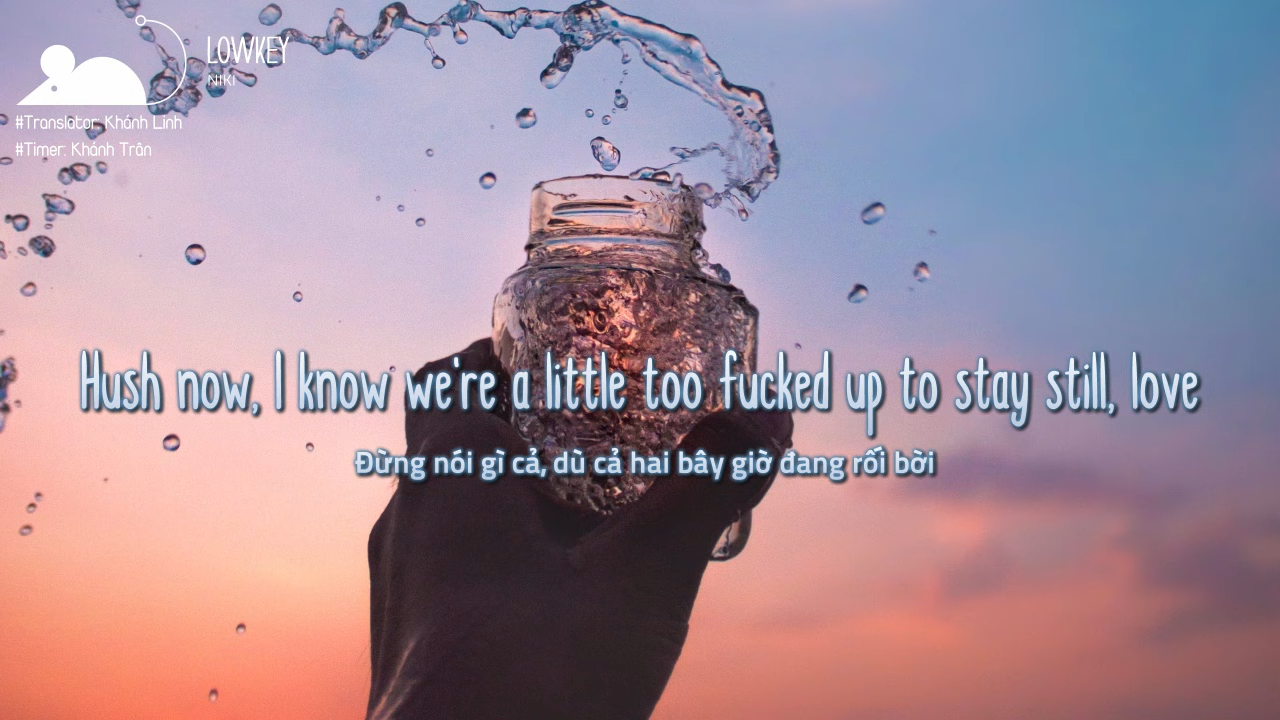 LOWKEY
NIKI
#Translator: Khánh Linh
#Timer: Khánh Trân
Hush now, I know we're a little too fucked up to stay still, love
Đừng nói gì cả, dù cả hai bây giờ đang rối bời